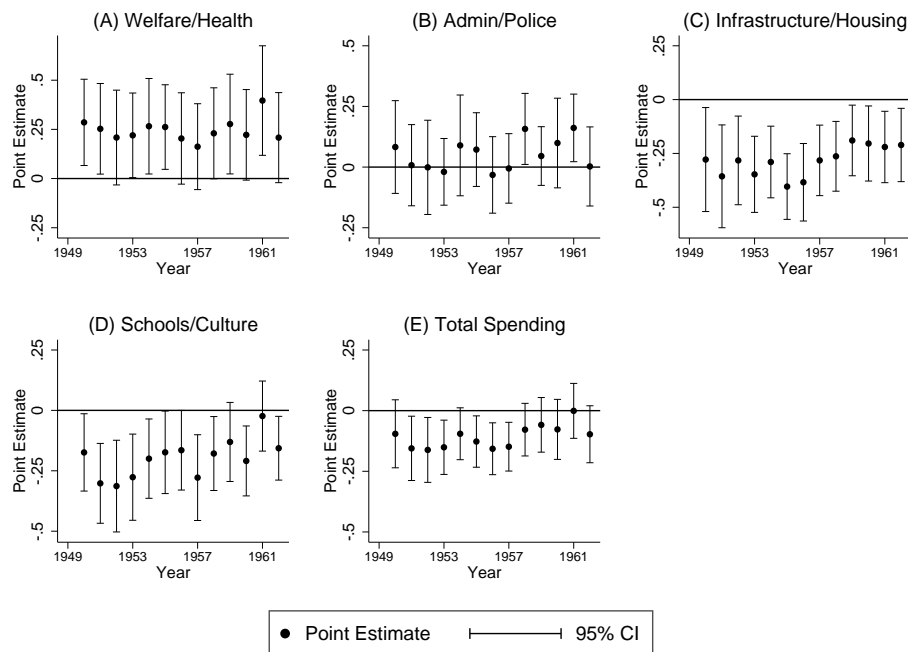 (A) Welfare/Health
Point Estimate
-.25 0 .25 .5
1949 1953 1957 1961
Year
(B) Admin/Police
Point Estimate
-.25 0 .25 .5
1949 1953 1957 1961
Year
(C) Infrastructure/Housing
Point Estimate
-.5 -.25 0 .25
1949 1953 1957 1961
Year
(D) Schools/Culture
Point Estimate
-.5 -.25 0 .25
1949 1953 1957 1961
Year
(E) Total Spending
Point Estimate
-.5 -.25 0 .25
1949 1953 1957 1961
Year
Point Estimate 95% CI